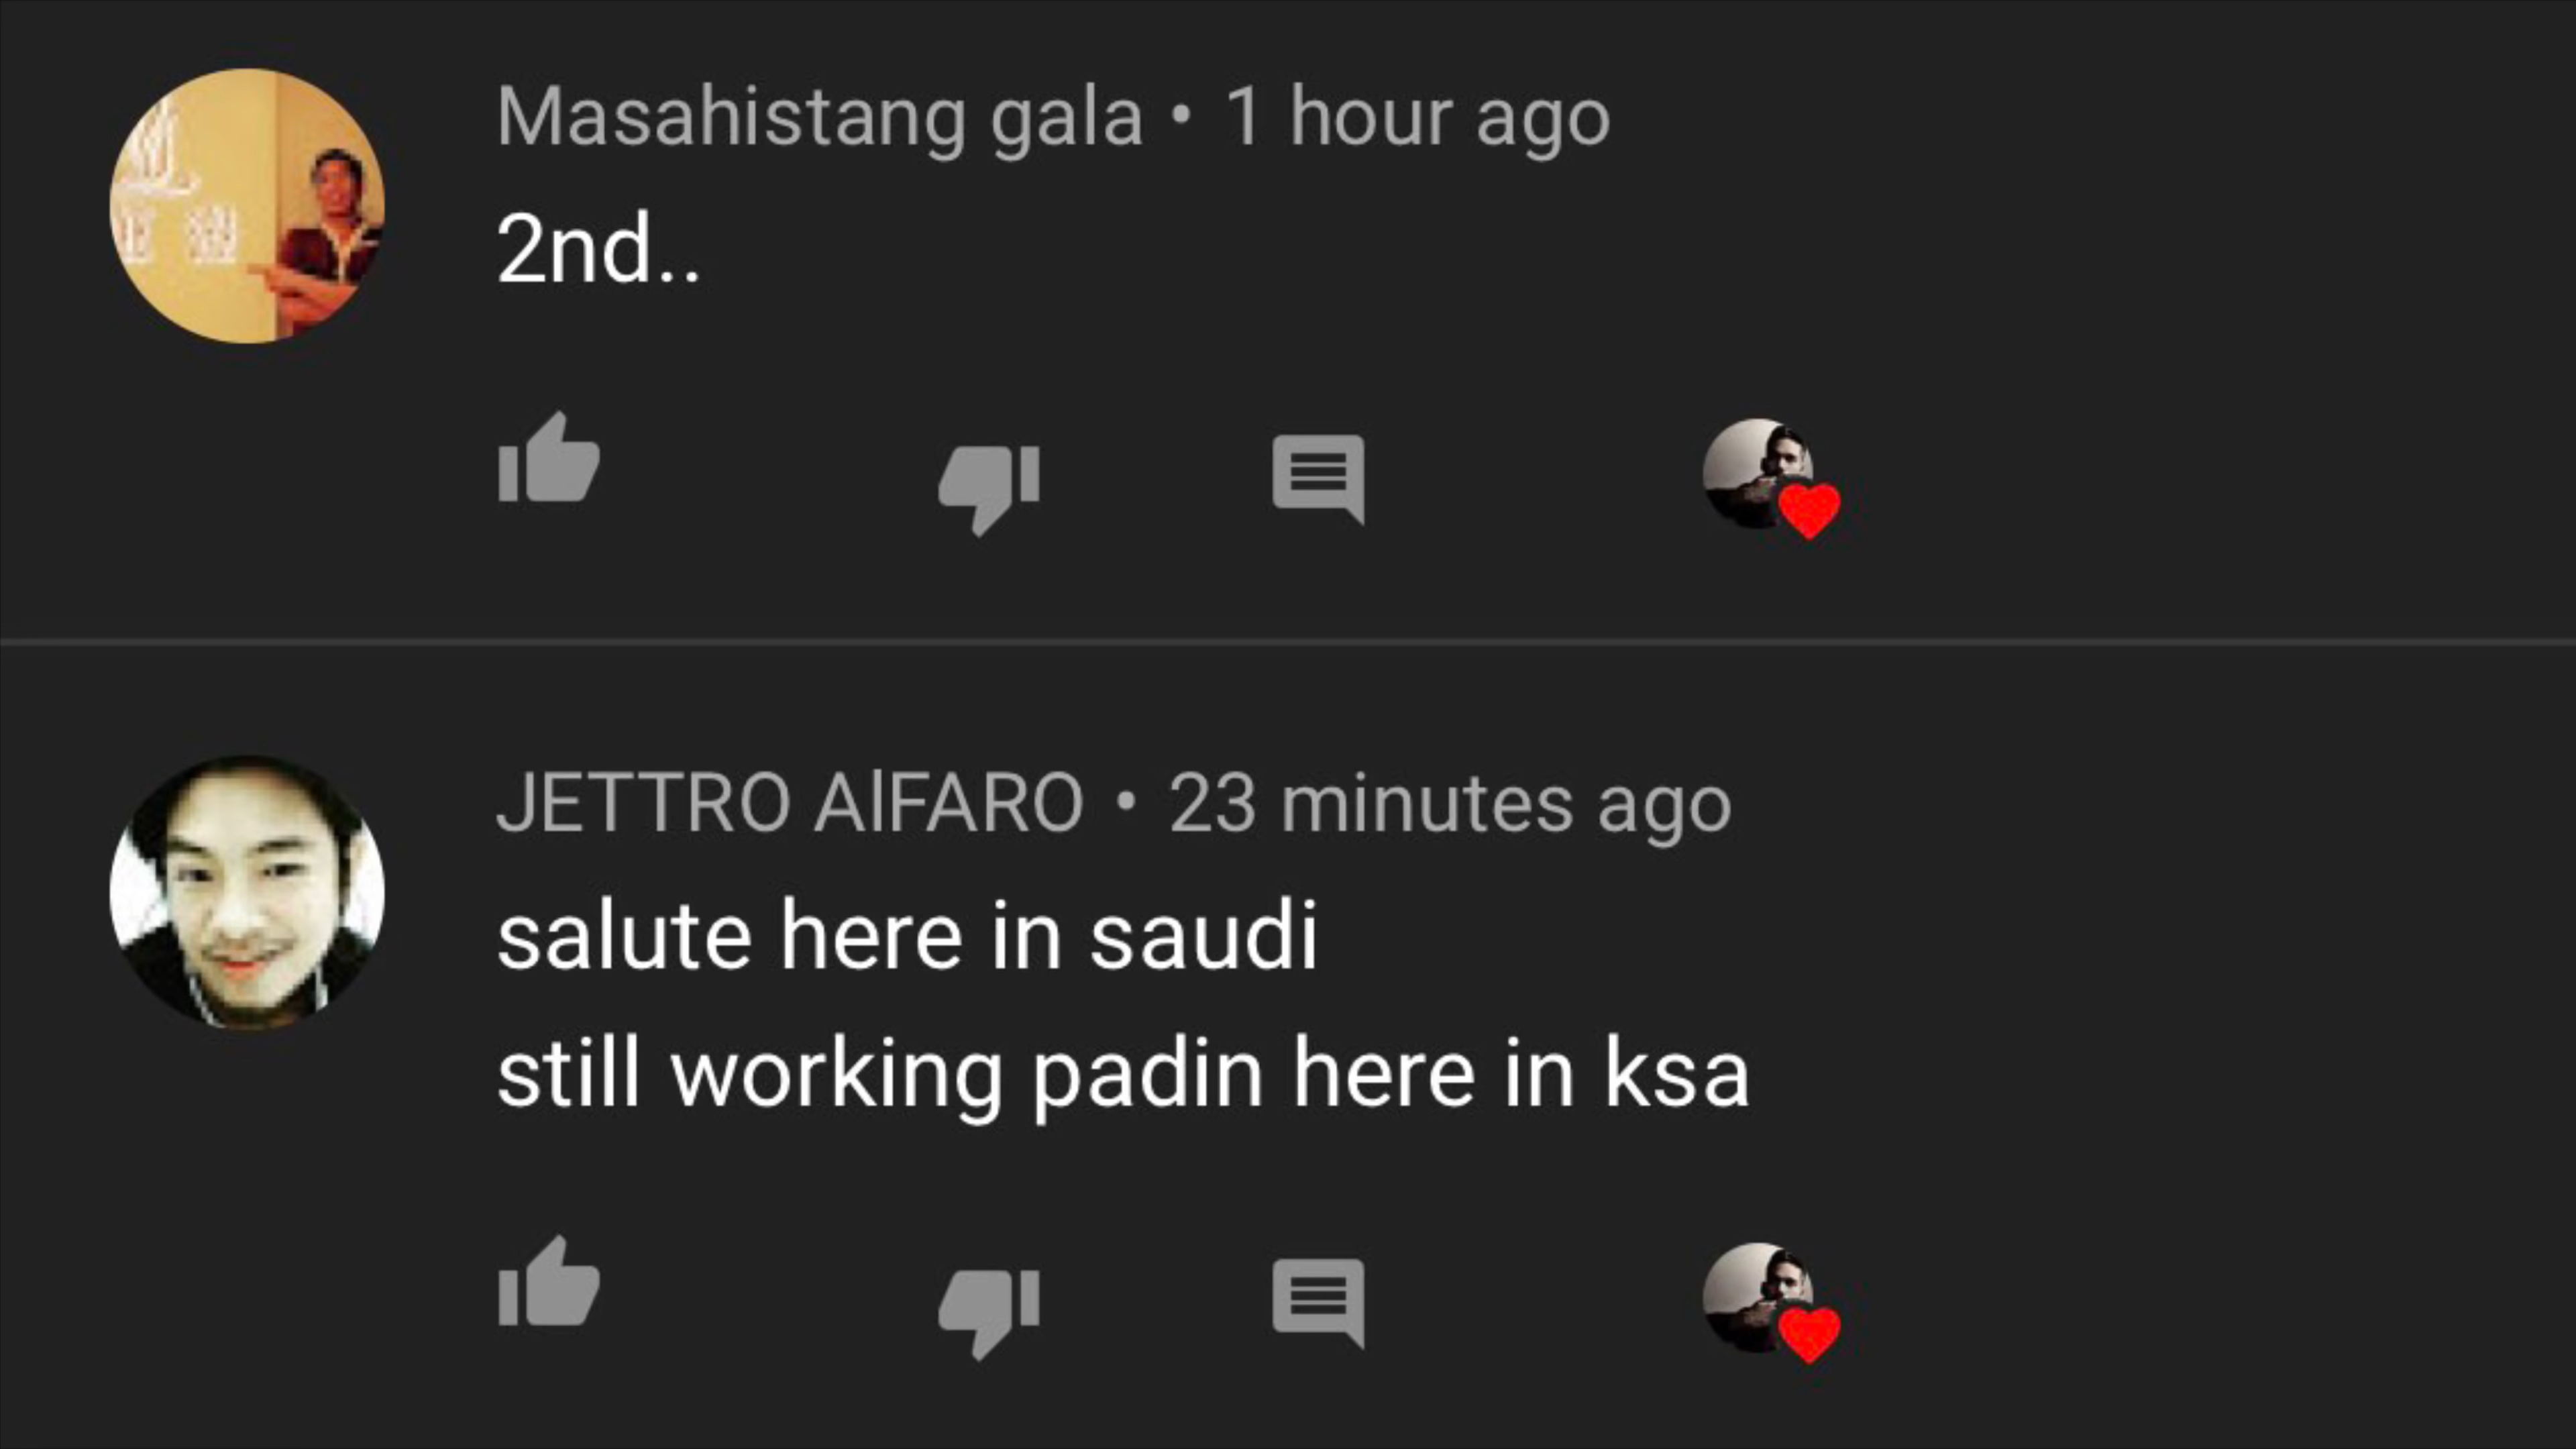 Masahistang gala • 1 hour ago
2nd..
JETTRO AlFARO • 23 minutes ago
salute here in saudi
still working padin here in ksa